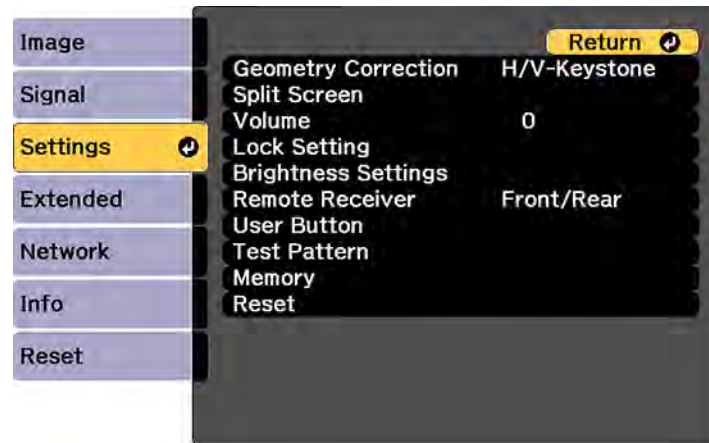 Image
Signal
Settings
Extended
Network
Info
Reset
Return
Geometry Correction H/V-Keystone
Split Screen
Volume 0
Lock Setting
Brightness Settings
Remote Receiver Front/Rear
User Button
Test Pattern
Memory
Reset